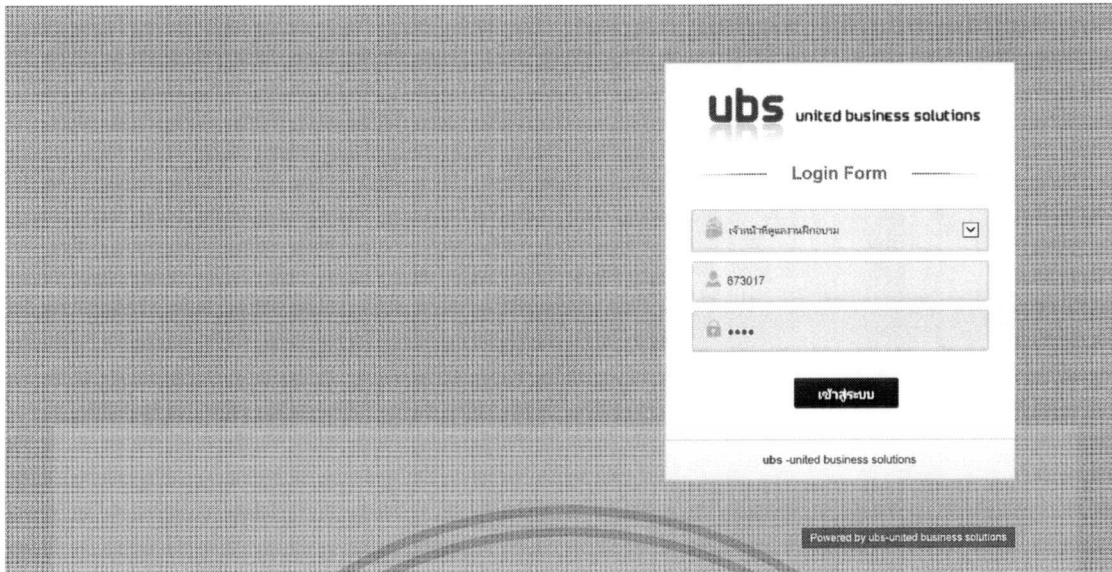 ubs united business solutions
Login Form
เจ้าหน้าที่ดูแลงานฝึกอบรม
673017
••••
เข้าสู่ระบบ
ubs -united business solutions
Powered by ubs-united business solutions